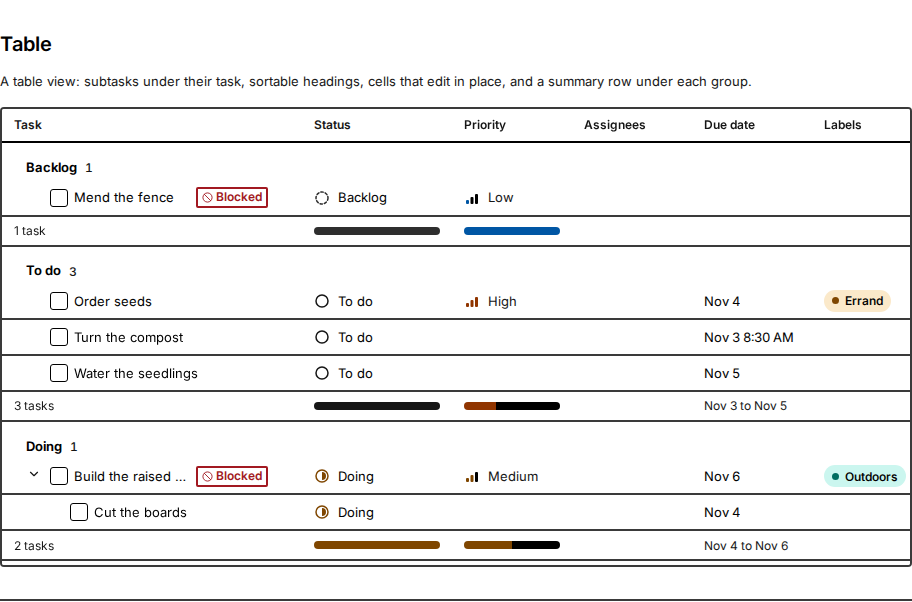 Table
A table view: subtasks under their task, sortable headings, cells that edit in place, and a summary row under each group.
Task Status Priority Assignees Due date Labels
Backlog 1
Mend the fence Blocked Backlog Low
1 task
To do 3
Order seeds To do High Nov 4 Errand
Turn the compost To do Nov 3 8:30 AM
Water the seedlings To do Nov 5
3 tasks Nov 3 to Nov 5
Doing 1
Build the raised ... Blocked Doing Medium Nov 6 Outdoors
Cut the boards Doing Nov 4
2 tasks Nov 4 to Nov 6